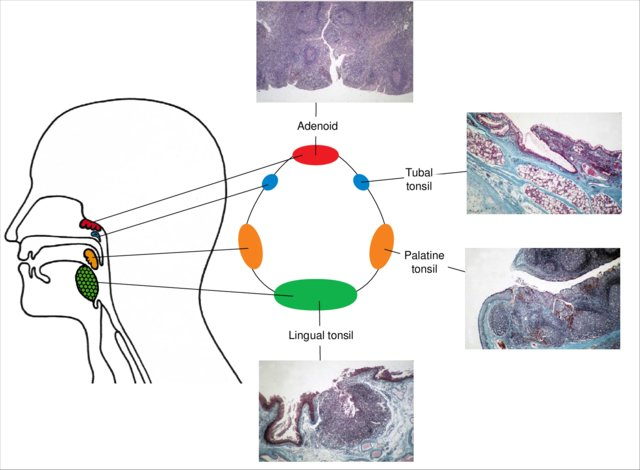 Adenoid
Tubal
tonsil
Palatine
tonsil
Lingual tonsil